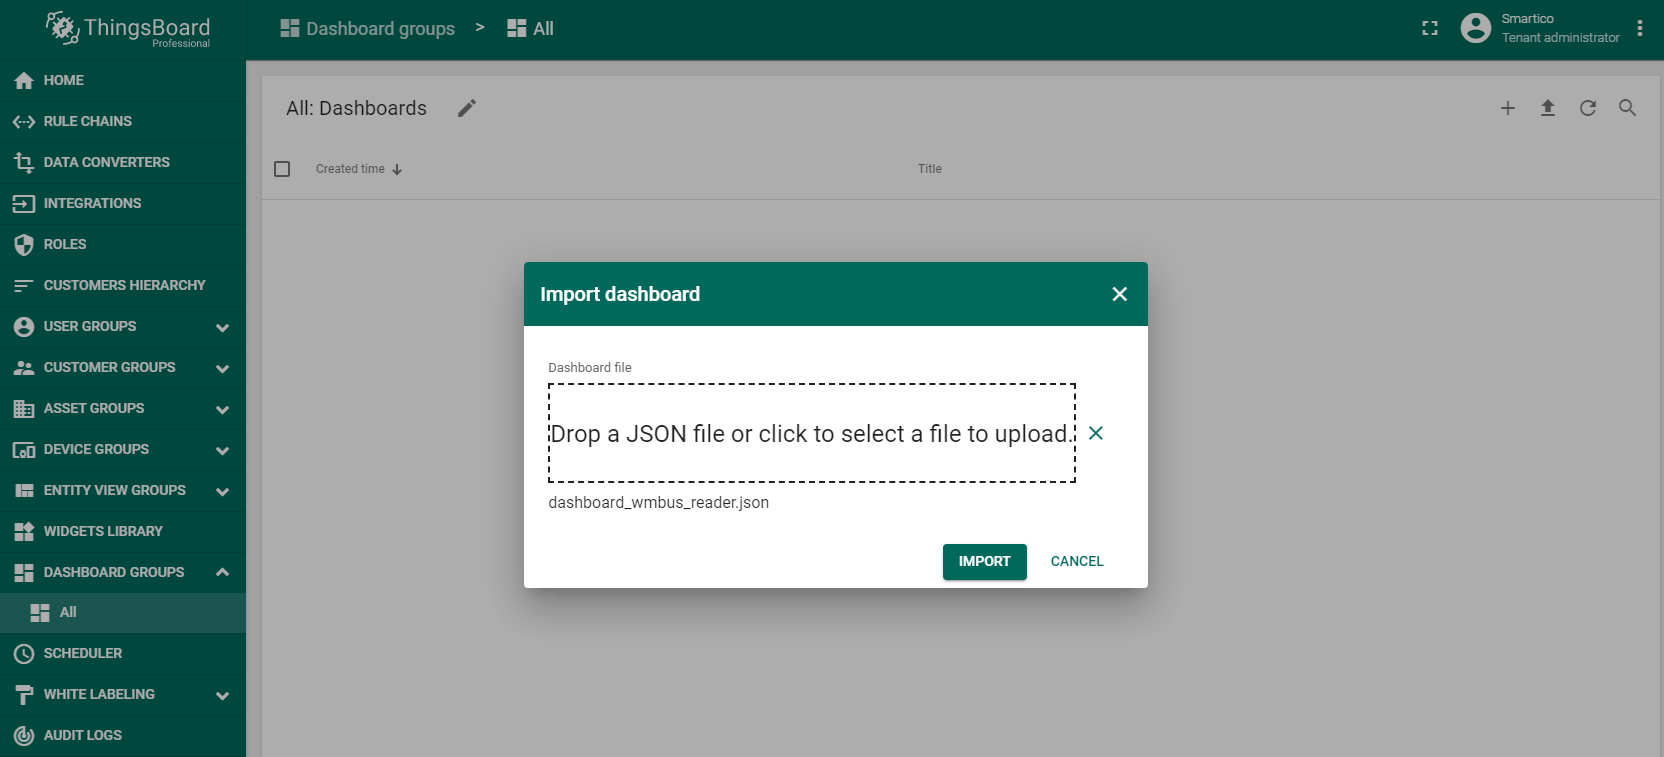 ThingsBoard
Professional
Dashboard groups > All
Smartico
Tenant administrator
HOME
RULE CHAINS
DATA CONVERTERS
INTEGRATIONS
ROLES
CUSTOMERS HIERARCHY
USER GROUPS
CUSTOMER GROUPS
ASSET GROUPS
DEVICE GROUPS
ENTITY VIEW GROUPS
WIDGETS LIBRARY
DASHBOARD GROUPS
All
SCHEDULER
WHITE LABELING
AUDIT LOGS
All: Dashboards
Created time
Title
Import dashboard
Dashboard file
Drop a JSON file or click to select a file to upload.
dashboard_wmbus_reader.json
IMPORT
CANCEL